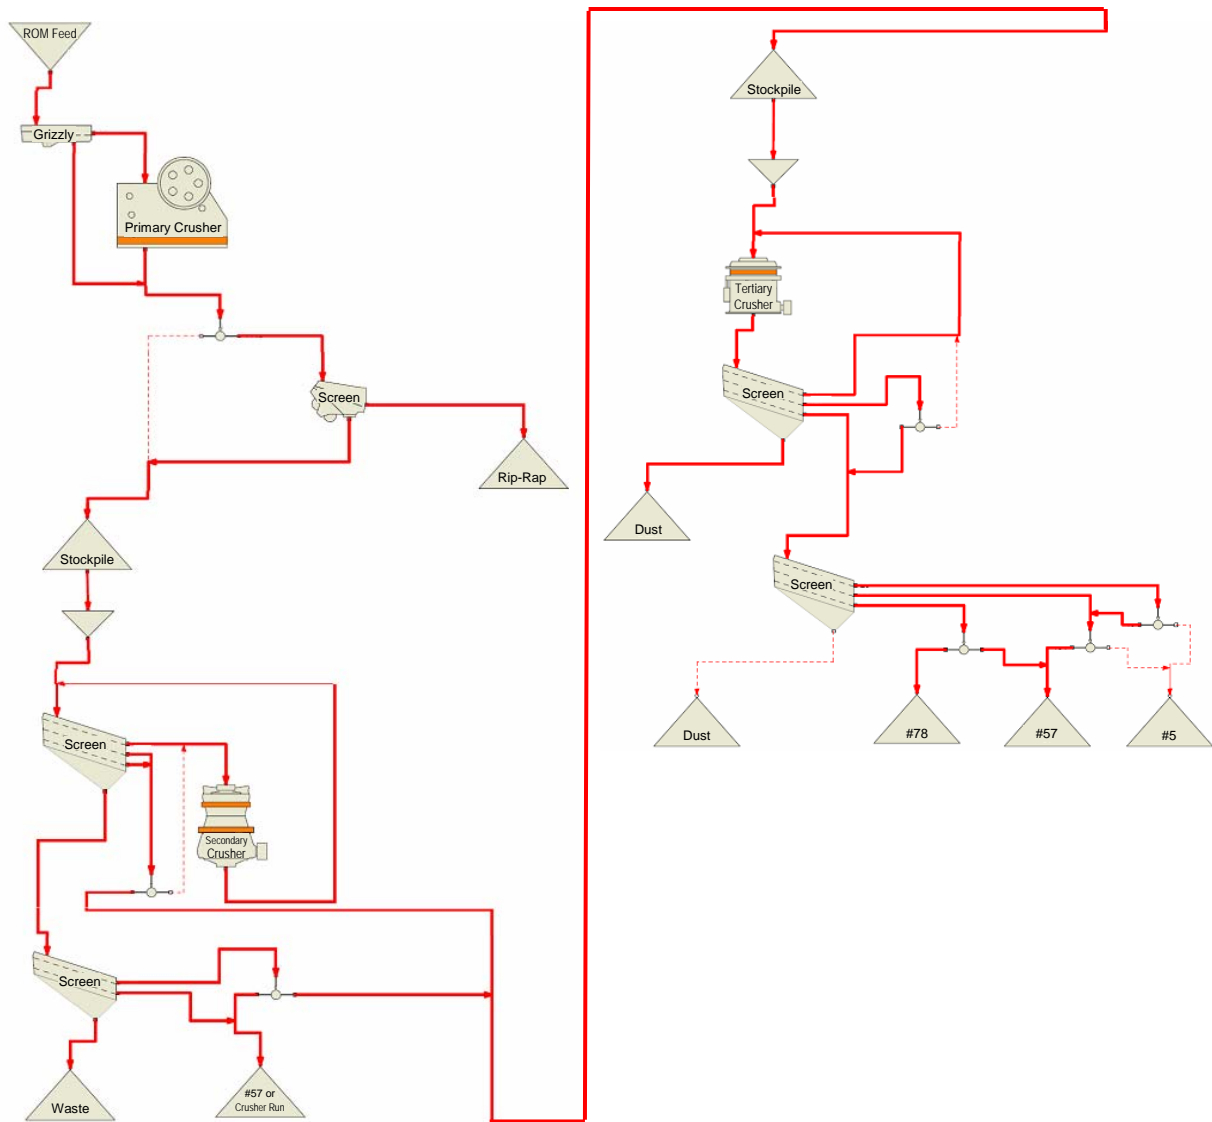 ROM Feed
Grizzly
Primary Crusher
Screen
Rip-Rap
Stockpile
Screen
Secondary
Crusher
Screen
Waste
#57 or
Crusher Run
Stockpile
Tertiary
Crusher
Screen
Dust
Screen
Dust
#78
#57
#5